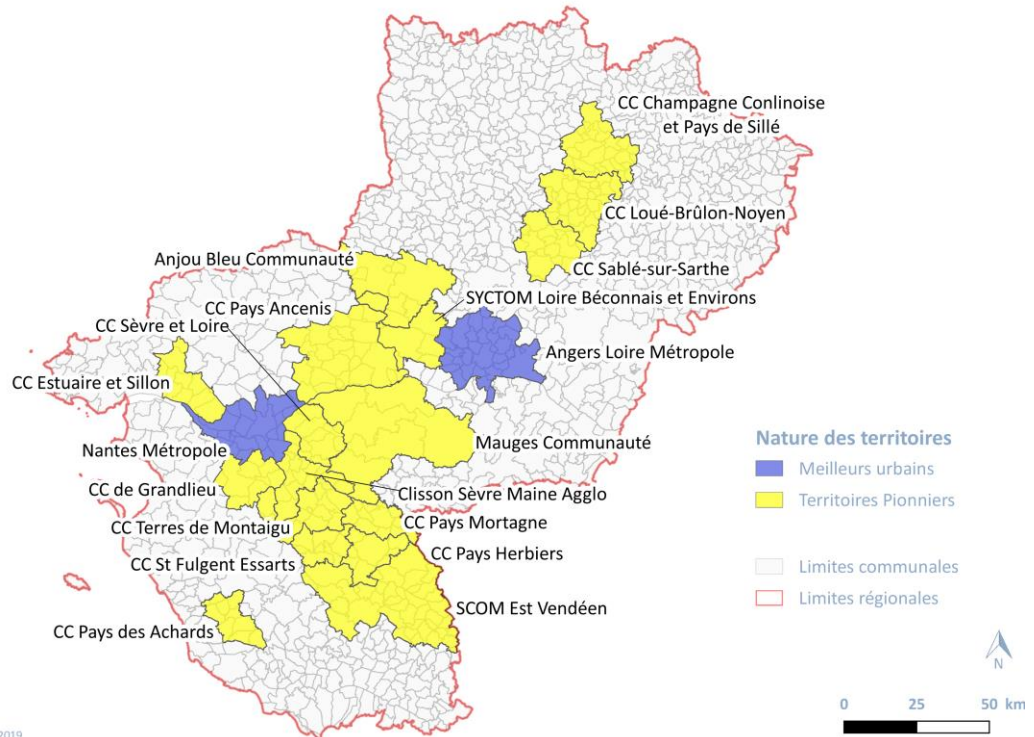 CC Champagne Conlinoise
et Pays de Sillé
CC Loué-Brûlon-Noyen
CC Sablé-sur-Sarthe
Anjou Bleu Communauté
SYCTOM Loire Béconnais et Environs
CC Pays Ancenis
CC Sèvre et Loire
Angers Loire Métropole
CC Estuaire et Sillon
Mauges Communauté
Nantes Métropole
CC de Grandlieu
Clisson Sèvre Maine Agglo
CC Terres de Montaigu
CC Pays Mortagne
CC Pays Herbiers
CC St Fulgent Essarts
SCOM Est Vendéen
CC Pays des Achards
Nature des territoires
Meilleurs urbains
Territoires Pionniers
Limites communales
Limites régionales
N
0 25 50 km
2019